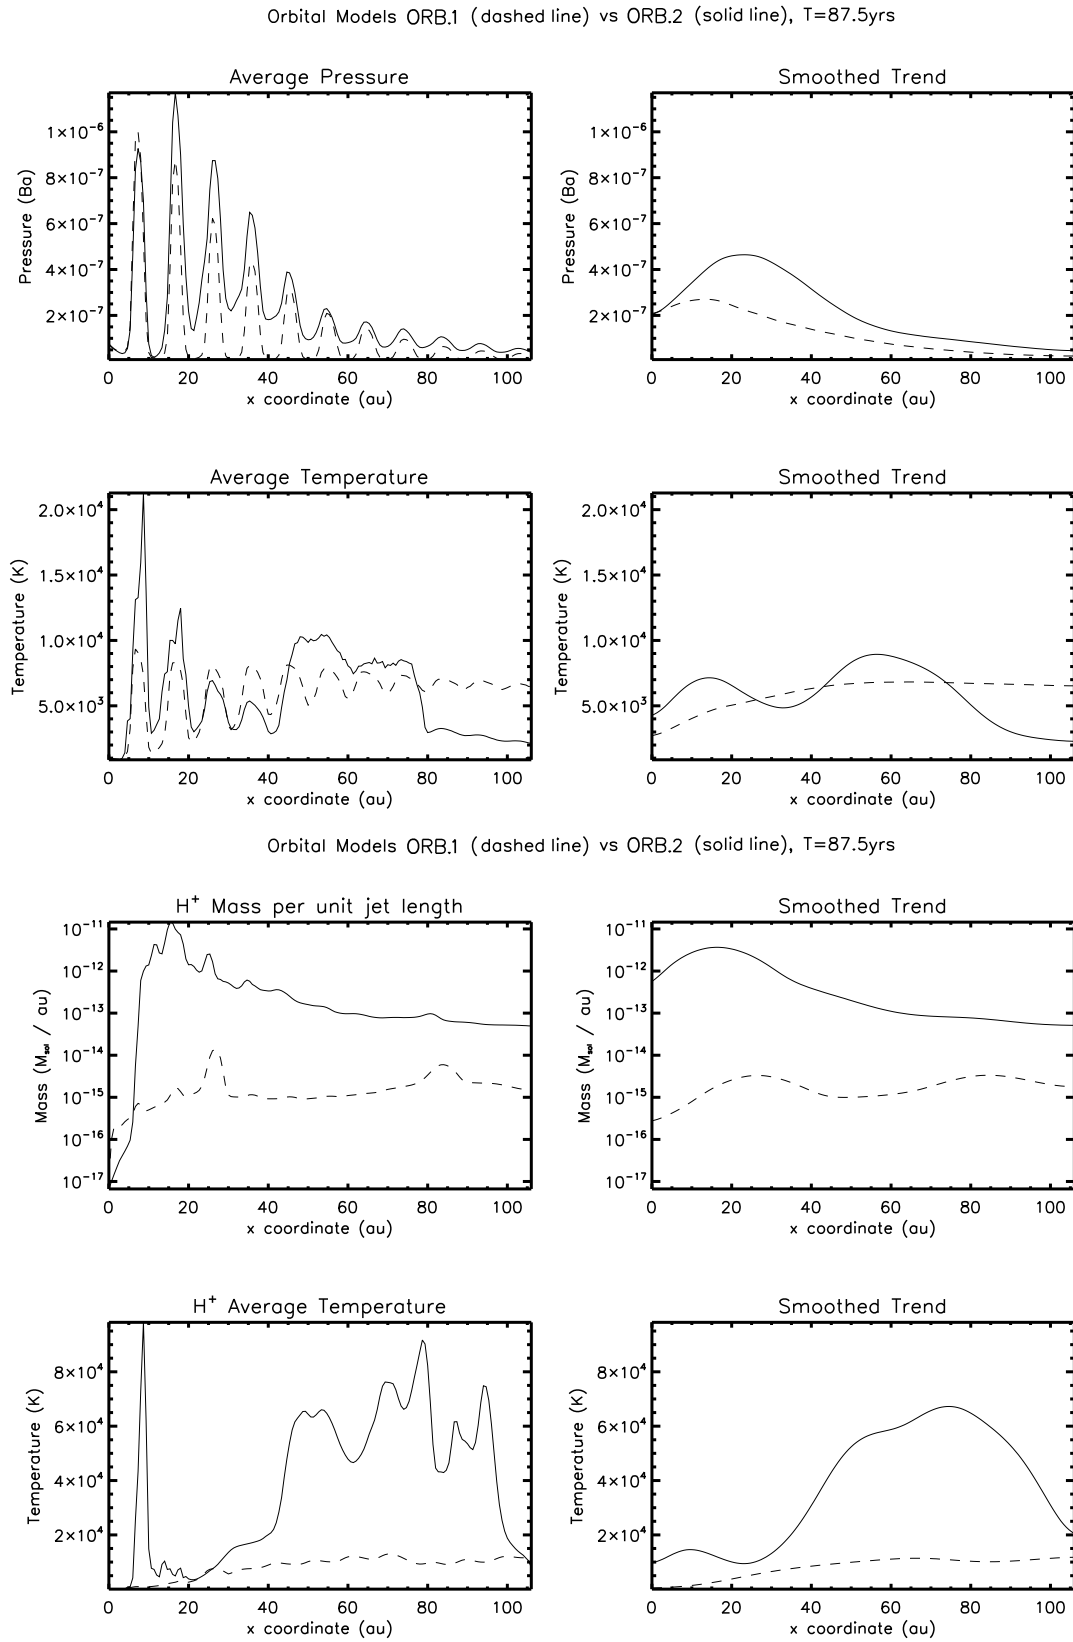 Orbital Models ORB.1 (dashed line) vs ORB.2 (solid line), T=87.5yrs
Average Pressure
Pressure (Ba)
1×10⁻⁶
8×10⁻⁷
6×10⁻⁷
4×10⁻⁷
2×10⁻⁷
0 20 40 60 80 100
x coordinate (au)
Smoothed Trend
Pressure (Ba)
1×10⁻⁶
8×10⁻⁷
6×10⁻⁷
4×10⁻⁷
2×10⁻⁷
0 20 40 60 80 100
x coordinate (au)
Average Temperature
Temperature (K)
2.0×10⁴
1.5×10⁴
1.0×10⁴
5.0×10³
0 20 40 60 80 100
x coordinate (au)
Smoothed Trend
Temperature (K)
2.0×10⁴
1.5×10⁴
1.0×10⁴
5.0×10³
0 20 40 60 80 100
x coordinate (au)
Orbital Models ORB.1 (dashed line) vs ORB.2 (solid line), T=87.5yrs
H⁺ Mass per unit jet length
Mass (Msol / au)
10⁻¹¹
10⁻¹²
10⁻¹³
10⁻¹⁴
10⁻¹⁵
10⁻¹⁶
10⁻¹⁷
0 20 40 60 80 100
x coordinate (au)
Smoothed Trend
Mass (Msol / au)
10⁻¹¹
10⁻¹²
10⁻¹³
10⁻¹⁴
10⁻¹⁵
10⁻¹⁶
10⁻¹⁷
0 20 40 60 80 100
x coordinate (au)
H⁺ Average Temperature
Temperature (K)
8×10⁴
6×10⁴
4×10⁴
2×10⁴
0 20 40 60 80 100
x coordinate (au)
Smoothed Trend
Temperature (K)
8×10⁴
6×10⁴
4×10⁴
2×10⁴
0 20 40 60 80 100
x coordinate (au)